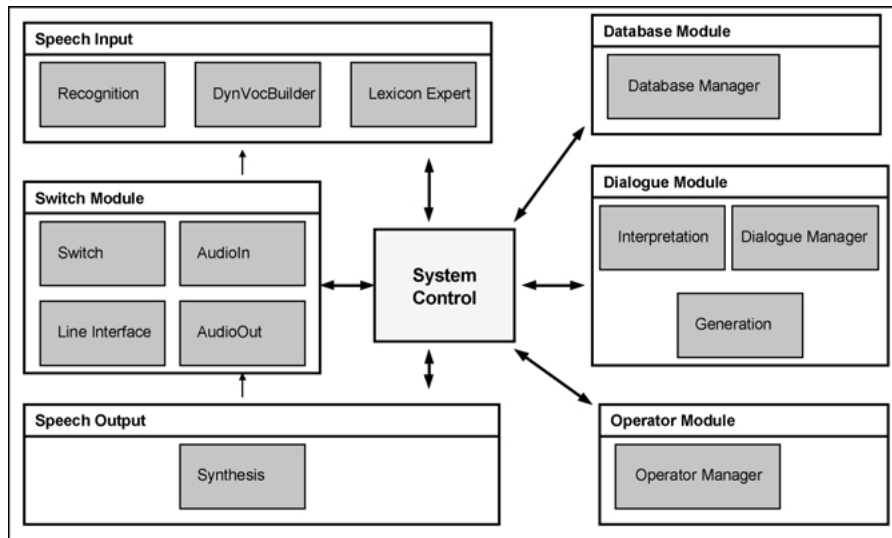 Speech Input
Recognition
DynVocBuilder
Lexicon Expert
Switch Module
Switch
AudioIn
Line Interface
AudioOut
Speech Output
Synthesis
System
Control
Database Module
Database Manager
Dialogue Module
Interpretation
Dialogue Manager
Generation
Operator Module
Operator Manager